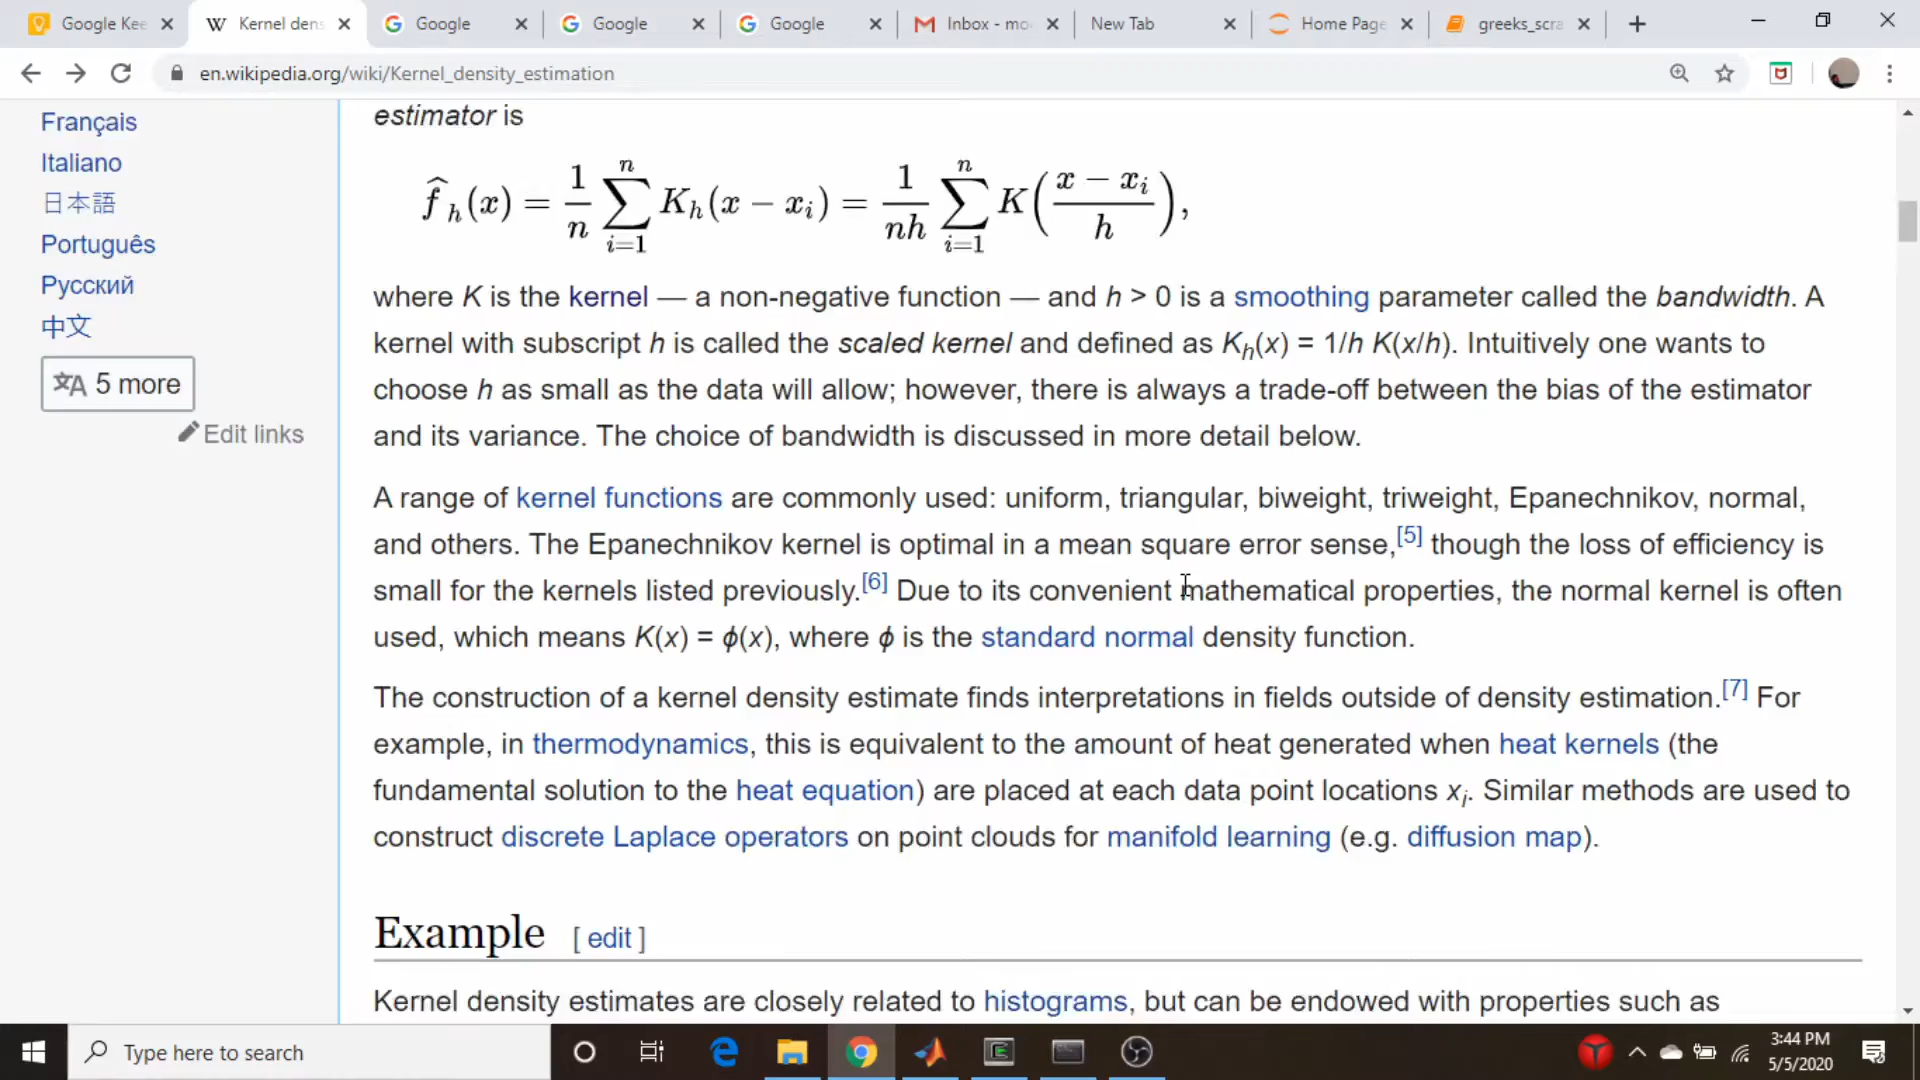 Google Kee
Kernel dens
Google
Google
Google
Inbox - mo
New Tab
Home Page
greeks_scra
en.wikipedia.org/wiki/Kernel_density_estimation
Français
Italiano
日本語
Português
Русский
中文
5 more
Edit links
estimator is
f̂ₕ(x) = 1/n ∑ⁿᵢ₌₁ Kₕ(x − xᵢ) = 1/nh ∑ⁿᵢ₌₁ K((x − xᵢ)/h),
where K is the kernel — a non-negative function — and h > 0 is a smoothing parameter called the bandwidth. A
kernel with subscript h is called the scaled kernel and defined as Kₕ(x) = 1/h K(x/h). Intuitively one wants to
choose h as small as the data will allow; however, there is always a trade-off between the bias of the estimator
and its variance. The choice of bandwidth is discussed in more detail below.
A range of kernel functions are commonly used: uniform, triangular, biweight, triweight, Epanechnikov, normal,
and others. The Epanechnikov kernel is optimal in a mean square error sense,[5] though the loss of efficiency is
small for the kernels listed previously.[6] Due to its convenient mathematical properties, the normal kernel is often
used, which means K(x) = ϕ(x), where ϕ is the standard normal density function.
The construction of a kernel density estimate finds interpretations in fields outside of density estimation.[7] For
example, in thermodynamics, this is equivalent to the amount of heat generated when heat kernels (the
fundamental solution to the heat equation) are placed at each data point locations xᵢ. Similar methods are used to
construct discrete Laplace operators on point clouds for manifold learning (e.g. diffusion map).
Example [ edit ]
Kernel density estimates are closely related to histograms, but can be endowed with properties such as
Type here to search
3:44 PM
5/5/2020